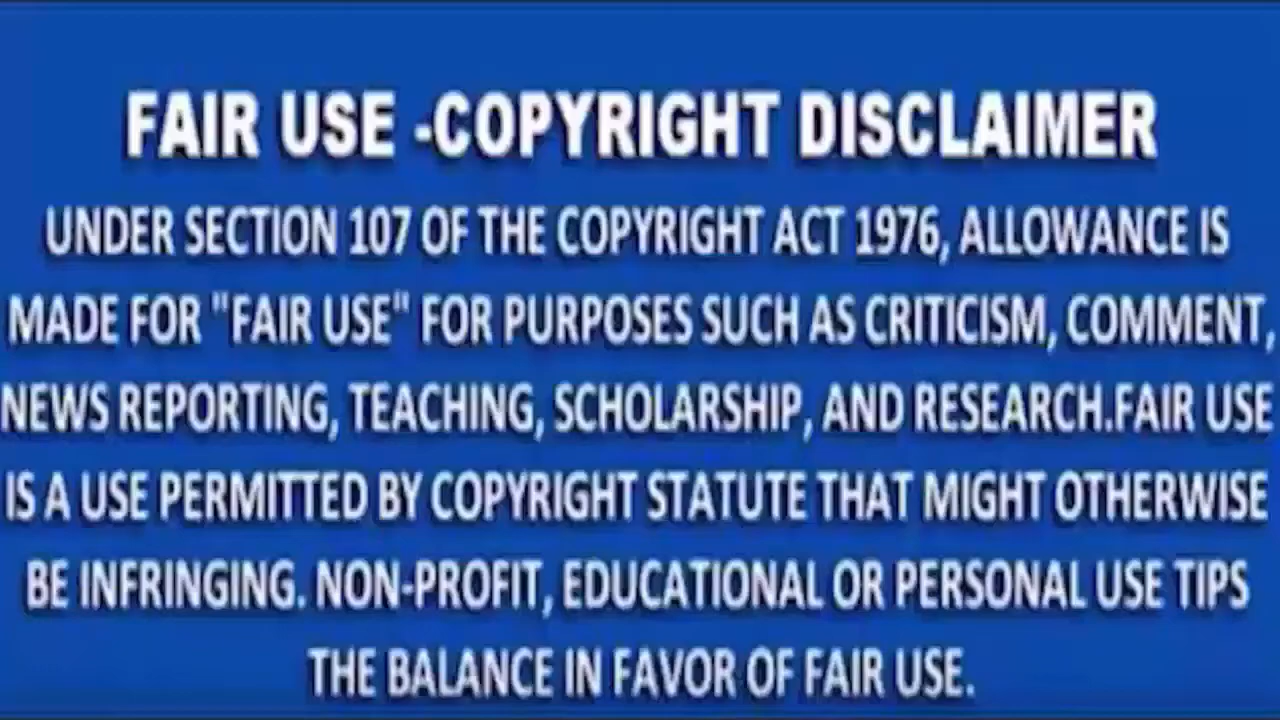 FAIR USE -COPYRIGHT DISCLAIMER
UNDER SECTION 107 OF THE COPYRIGHT ACT 1976, ALLOWANCE IS
MADE FOR "FAIR USE" FOR PURPOSES SUCH AS CRITICISM, COMMENT,
NEWS REPORTING, TEACHING, SCHOLARSHIP, AND RESEARCH.FAIR USE
IS A USE PERMITTED BY COPYRIGHT STATUTE THAT MIGHT OTHERWISE
BE INFRINGING. NON-PROFIT, EDUCATIONAL OR PERSONAL USE TIPS
THE BALANCE IN FAVOR OF FAIR USE.